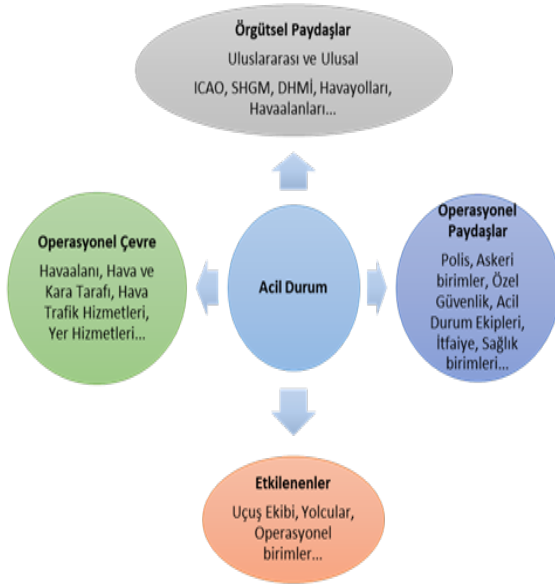 Örgütsel Paydaşlar
Uluslararası ve Ulusal
ICAO, SHGM, DHMİ, Havayolları,
Havaalanları...
Operasyonel Çevre
Havaalanı, Hava ve
Kara Tarafı, Hava
Trafik Hizmetleri,
Yer Hizmetleri...
Acil Durum
Operasyonel
Paydaşlar
Polis, Askeri
birimler, Özel
Güvenlik, Acil
Durum Ekipleri,
İtfaiye, Sağlık
birimleri...
Etkilenenler
Uçuş Ekibi, Yolcular,
Operasyonel
birimler...